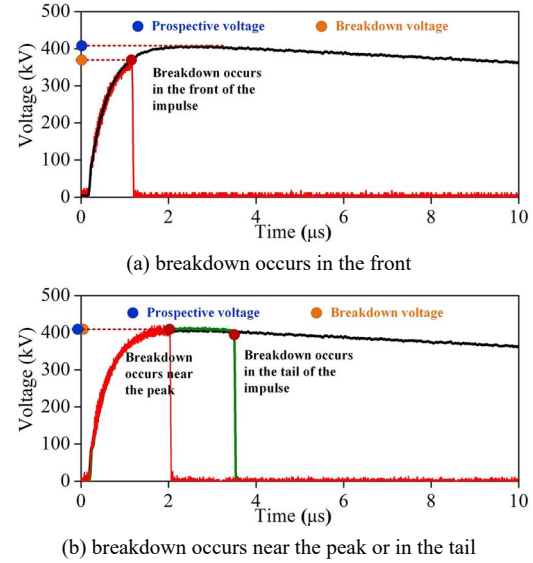 500
Prospective voltage
Breakdown voltage
400
Breakdown occurs
in the front of the
impulse
300
200
100
0
Voltage (kV)
0
2
4
6
8
10
Time (μs)
(a) breakdown occurs in the front
500
Prospective voltage
Breakdown voltage
400
Breakdown
occurs near
the peak
Breakdown occurs
in the tail of the
impulse
300
200
100
0
Voltage (kV)
0
2
4
6
8
10
Time (μs)
(b) breakdown occurs near the peak or in the tail